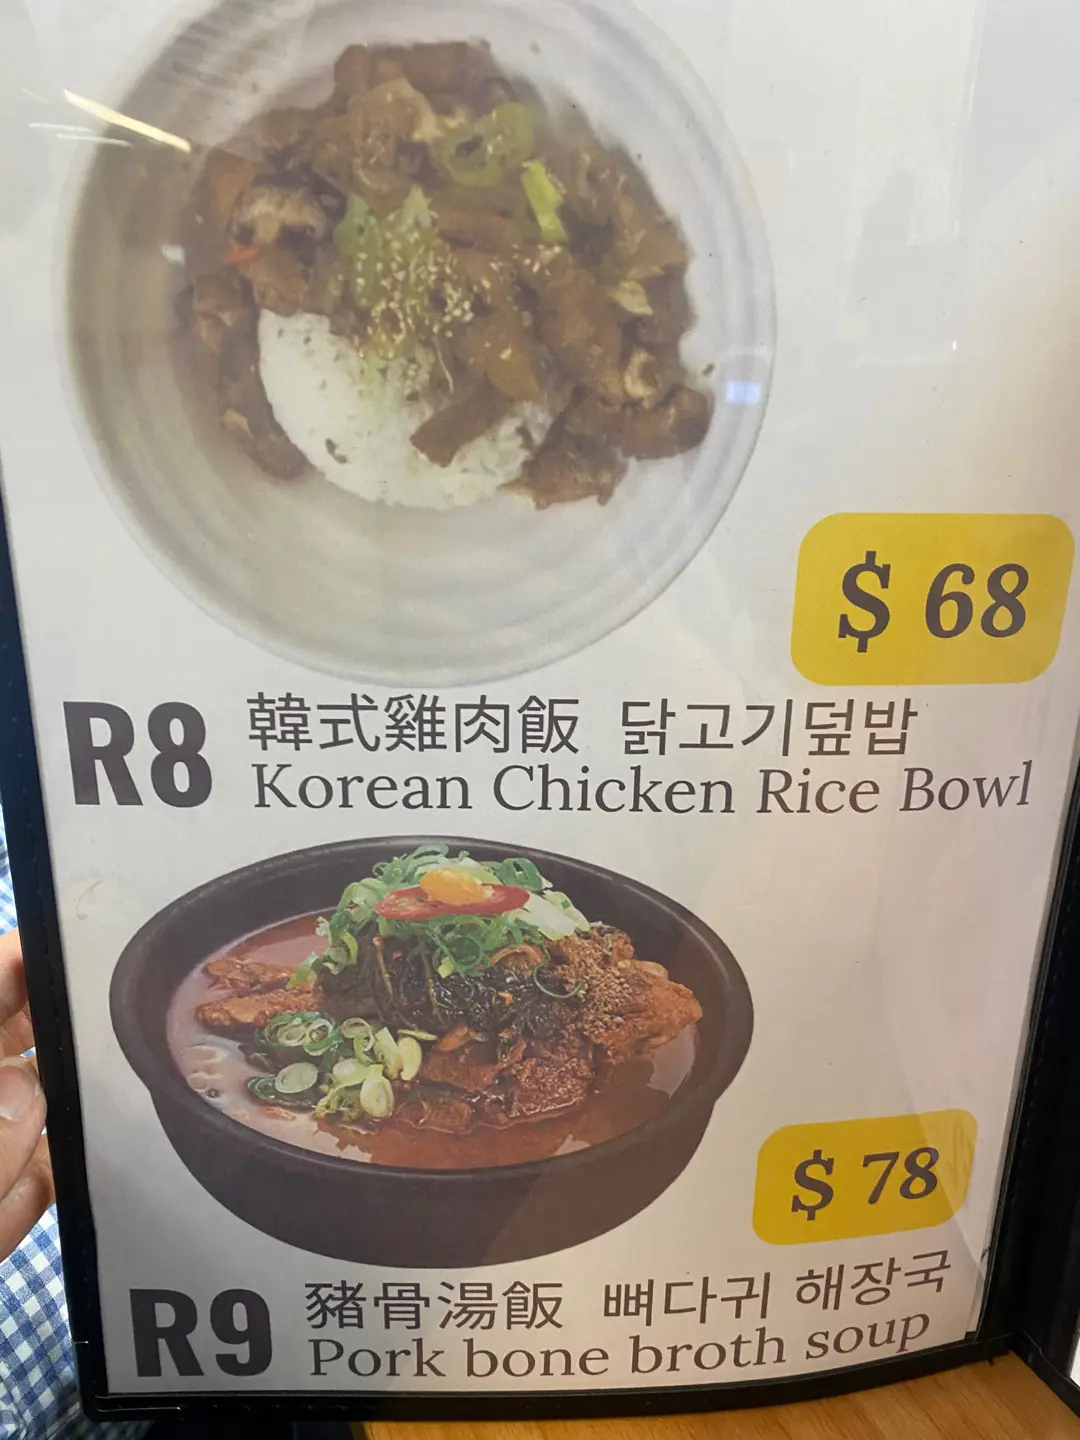 $ 68
R8 韓式雞肉飯 닭고기덮밥
Korean Chicken Rice Bowl
$ 78
R9 豬骨湯飯 뼈다귀 해장국
Pork bone broth soup